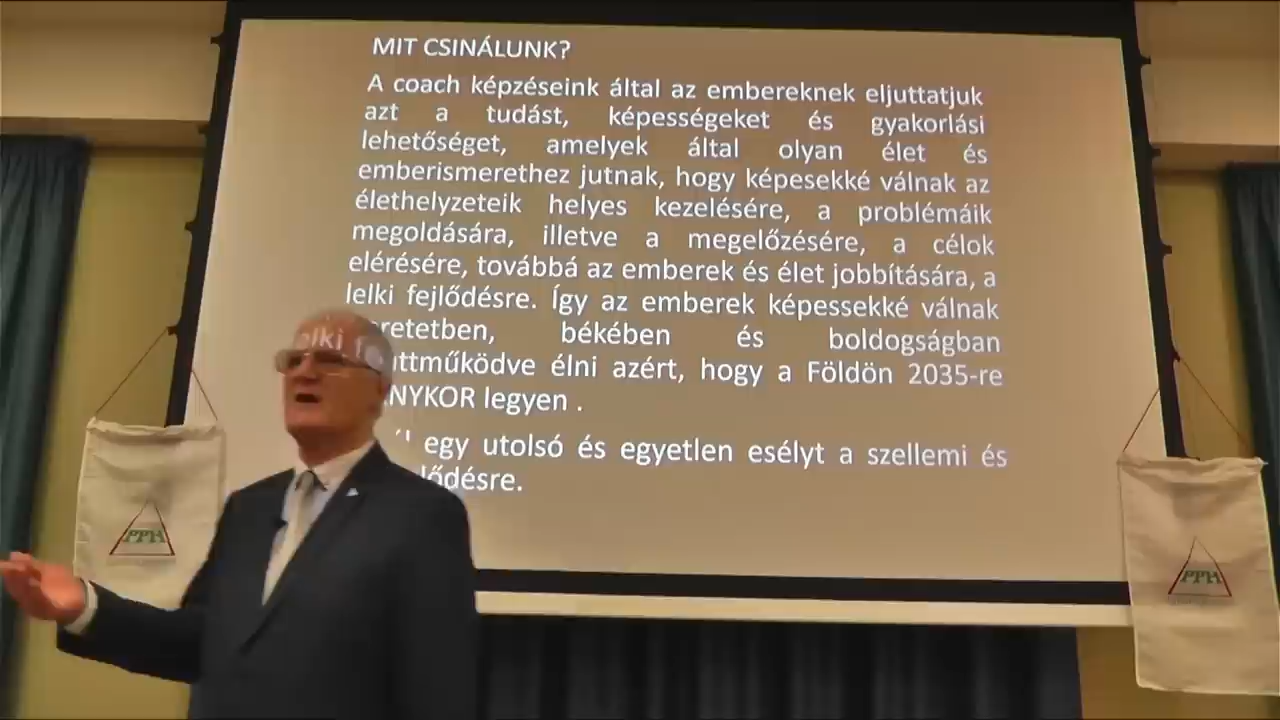 MIT CSINÁLUNK?
A coach képzéseink által az embereknek eljuttatjuk
azt a tudást, képességeket és gyakorlási
lehetőséget, amelyek által olyan élet és
emberismerethez jutnak, hogy képesekké válnak az
élethelyzeteik helyes kezelésére, a problémáik
megoldására, illetve a megelőzésére, a célok
elérésére, továbbá az emberek és élet jobbítására, a
lelki fejlődésre. Így az emberek képessekké válnak
békében és boldogságban
élni azért, hogy a Földön 2035-re
legyen .
egy utolsó és egyetlen esélyt a szellemi és
PPH
PPH